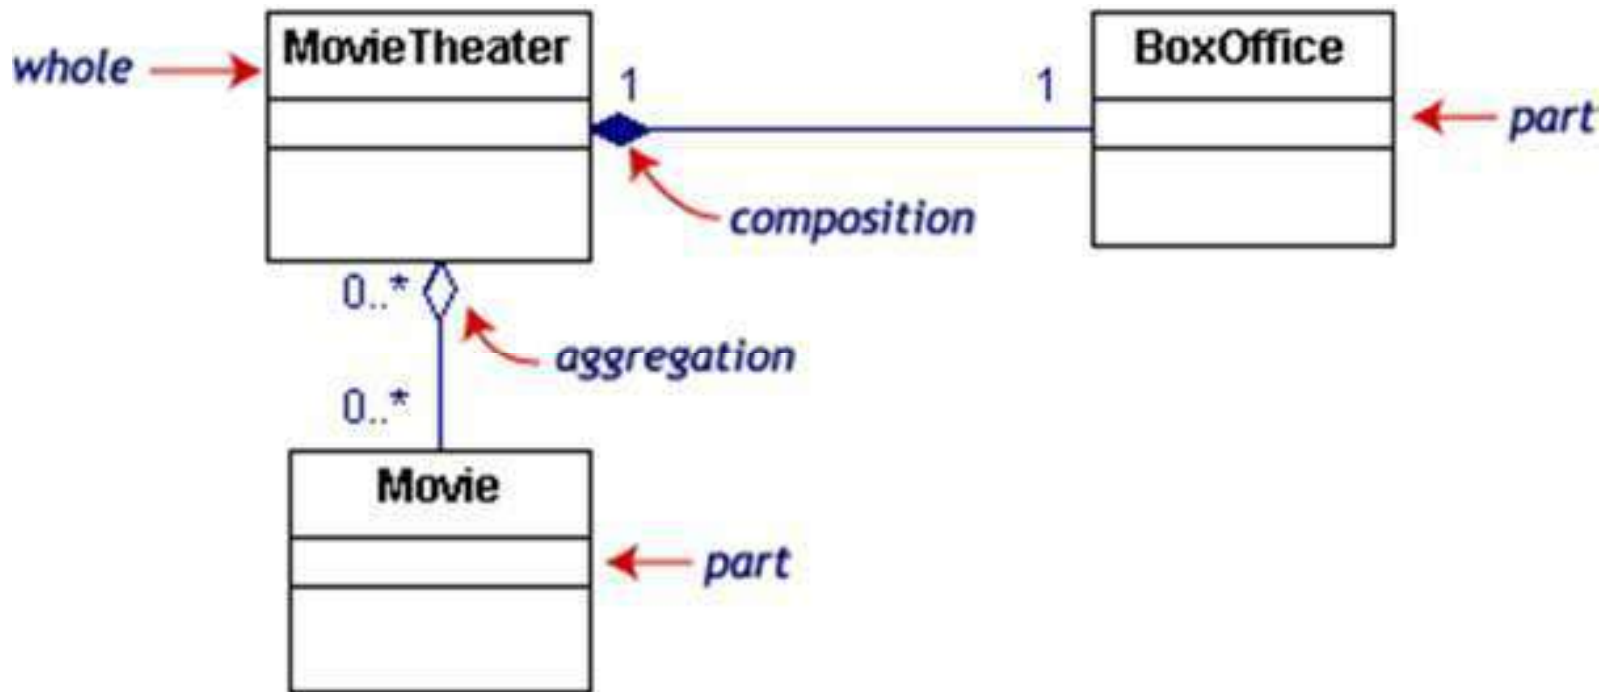 MovieTheater
BoxOffice
whole
1
1
part
composition
0..*
aggregation
0..*
Movie
part